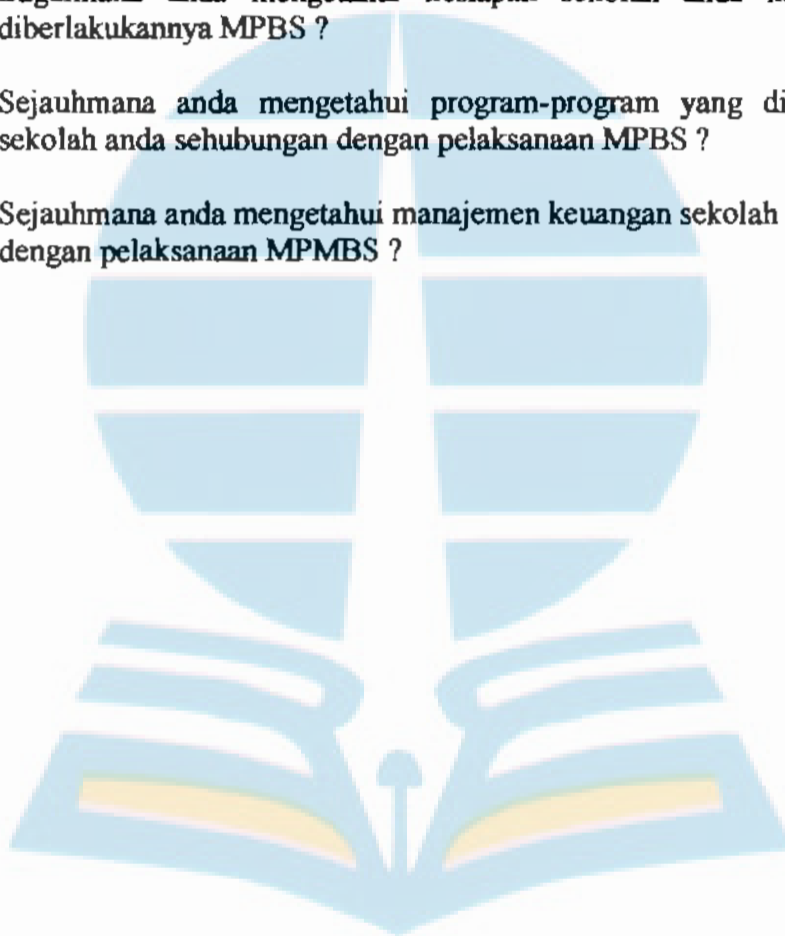 diberlakukannya MPBS ?
Sejauhmana anda mengetahui program-program yang di
sekolah anda sehubungan dengan pelaksanaan MPBS ?
Sejauhmana anda mengetahui manajemen keuangan sekolah
dengan pelaksanaan MPMBS ?